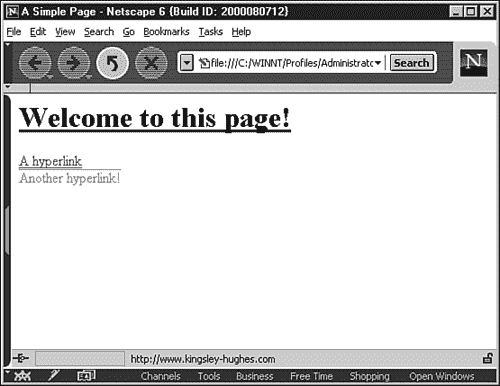 A Simple Page - Netscape 6 {Build ID: 2000080712}
File Edit View Search Go Bookmarks Tasks Help
file:///C:/WINNT/Profiles/Administrato Search N
Welcome to this page!
A hyperlink
Another hyperlink!
http://www.kingsley-hughes.com
Channels Tools Business Free Time Shopping Open Windows